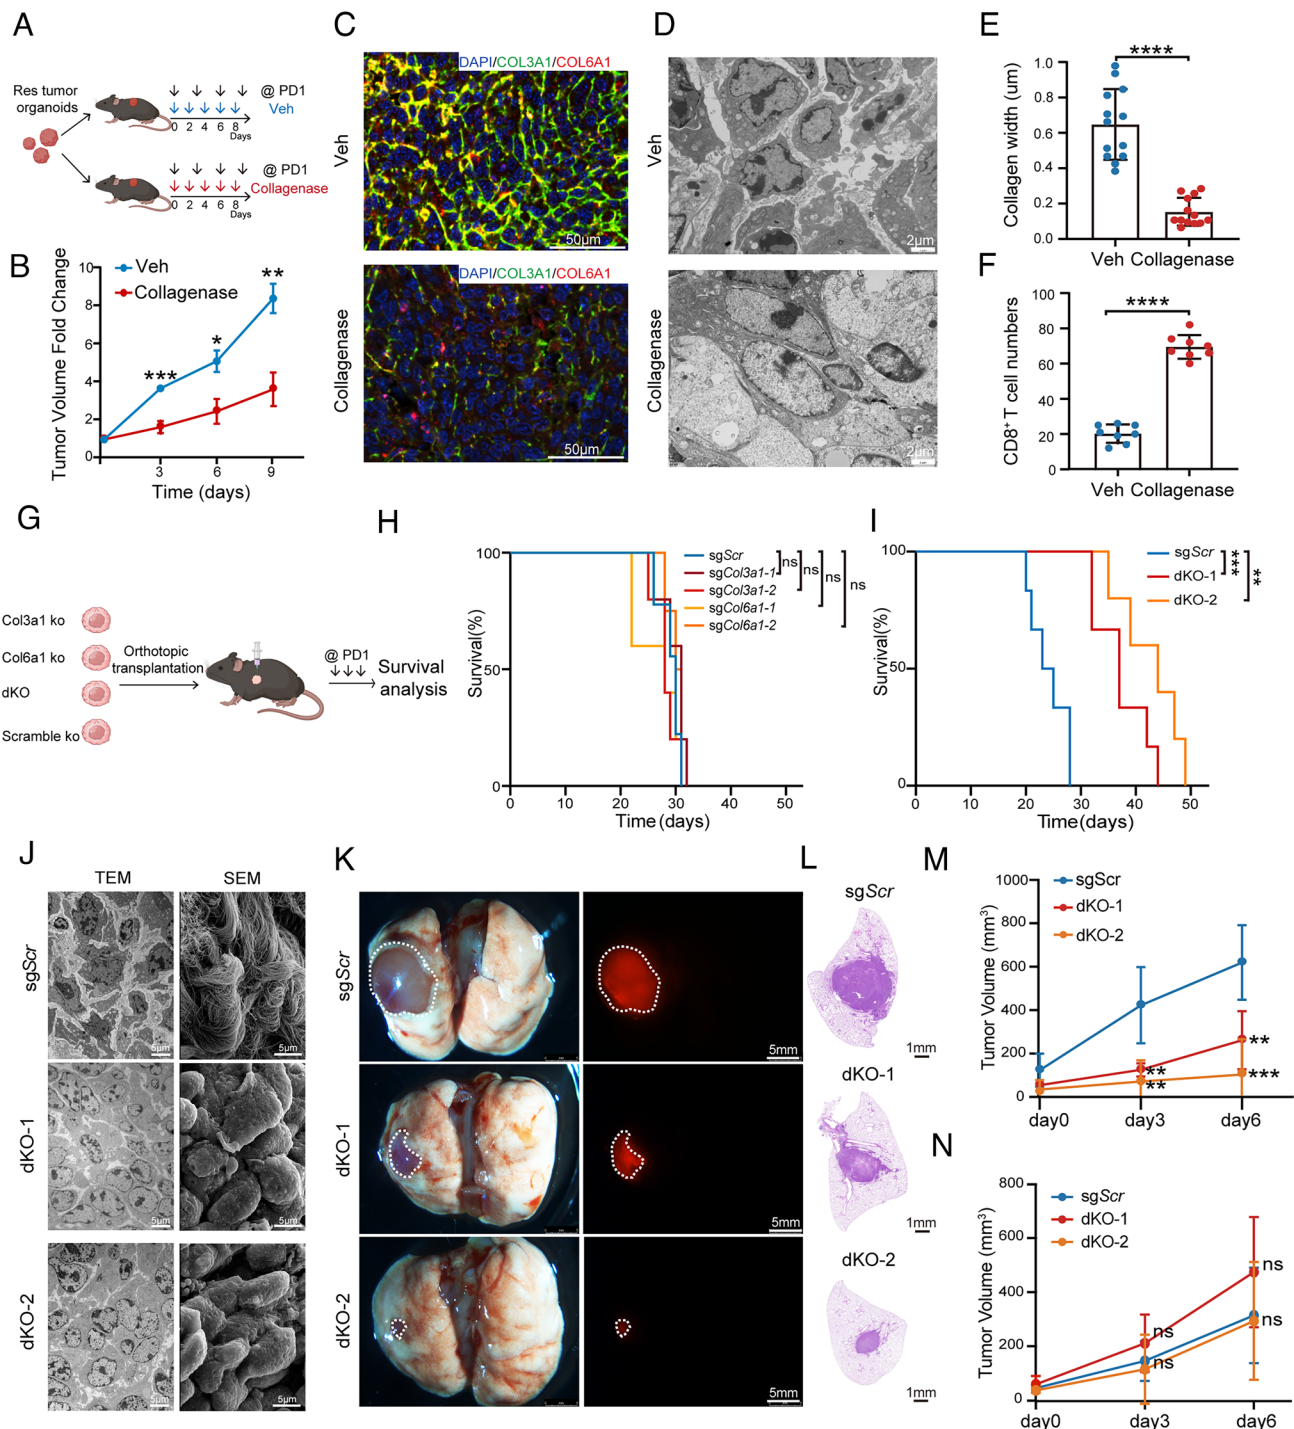 A
Res tumor
organoids
@ PD1
Veh
0 2 4 6 8
Days
@ PD1
Collagenase
0 2 4 6 8
Days
B
Tumor Volume Fold Change
10
8
6
4
2
0
Veh
Collagenase
***
*
**
3 6 9
Time (days)
C
Veh
DAPI/COL3A1/COL6A1
50μm
Collagenase
DAPI/COL3A1/COL6A1
50μm
D
Veh
2μm
Collagenase
2μm
E
Collagen width (um)
1.0
0.8
0.6
0.4
0.2
0.0
****
Veh Collagenase
F
CD8+ T cell numbers
100
80
60
40
20
0
****
Veh Collagenase
G
Col3a1 ko
Col6a1 ko
dKO
Scramble ko
Orthotopic
transplantation
@ PD1
Survival
analysis
H
Survival(%)
100
50
0
0 10 20 30 40 50
Time (days)
sgScr
sgCol3a1-1
sgCol3a1-2
sgCol6a1-1
sgCol6a1-2
ns
ns
ns
ns
I
Survival(%)
100
50
0
0 10 20 30 40 50
Time(days)
sgScr
dKO-1
dKO-2
***
**
J
TEM SEM
sgScr
5μm 5μm
dKO-1
5μm 5μm
dKO-2
5μm 5μm
K
sgScr
5mm
dKO-1
5mm
dKO-2
5mm
L
sgScr
1mm
dKO-1
1mm
dKO-2
1mm
M
Tumor Volume (mm3)
1000
800
600
400
200
0
sgScr
dKO-1
dKO-2
**
**
**
***
day0 day3 day6
N
Tumor Volume (mm3)
800
600
400
200
0
sgScr
dKO-1
dKO-2
ns
ns
ns
ns
day0 day3 day6